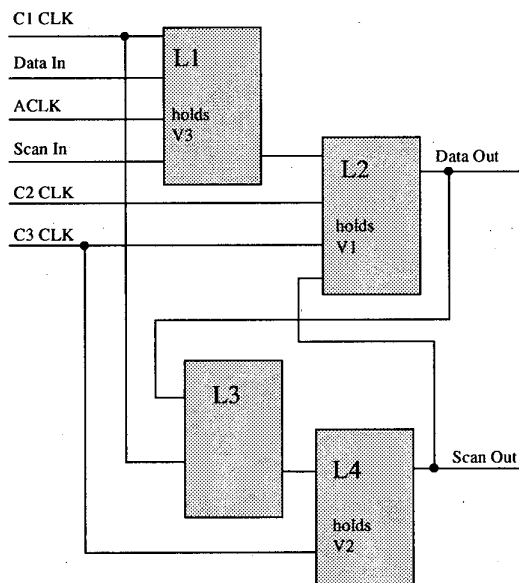 C1 CLK
Data In
ACLK
Scan In
C2 CLK
C3 CLK
L1
holds
V3
L2
holds
V1
Data Out
L3
L4
holds
V2
Scan Out